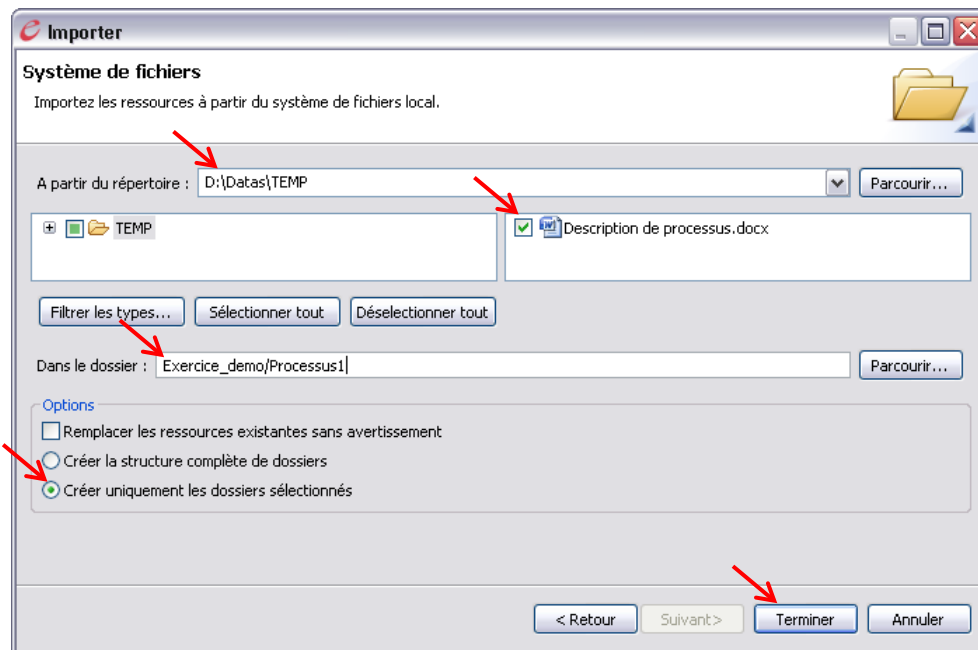 Importer
Système de fichiers
Importez les ressources à partir du système de fichiers local.
A partir du répertoire : D:\Datas\TEMP Parcourir...
TEMP Description de processus.docx
Filtrer les types... Sélectionner tout Déselectionner tout
Dans le dossier : Exercice_demo/Processus1 Parcourir...
Options
Remplacer les ressources existantes sans avertissement
Créer la structure complète de dossiers
Créer uniquement les dossiers sélectionnés
< Retour Suivant> Terminer Annuler